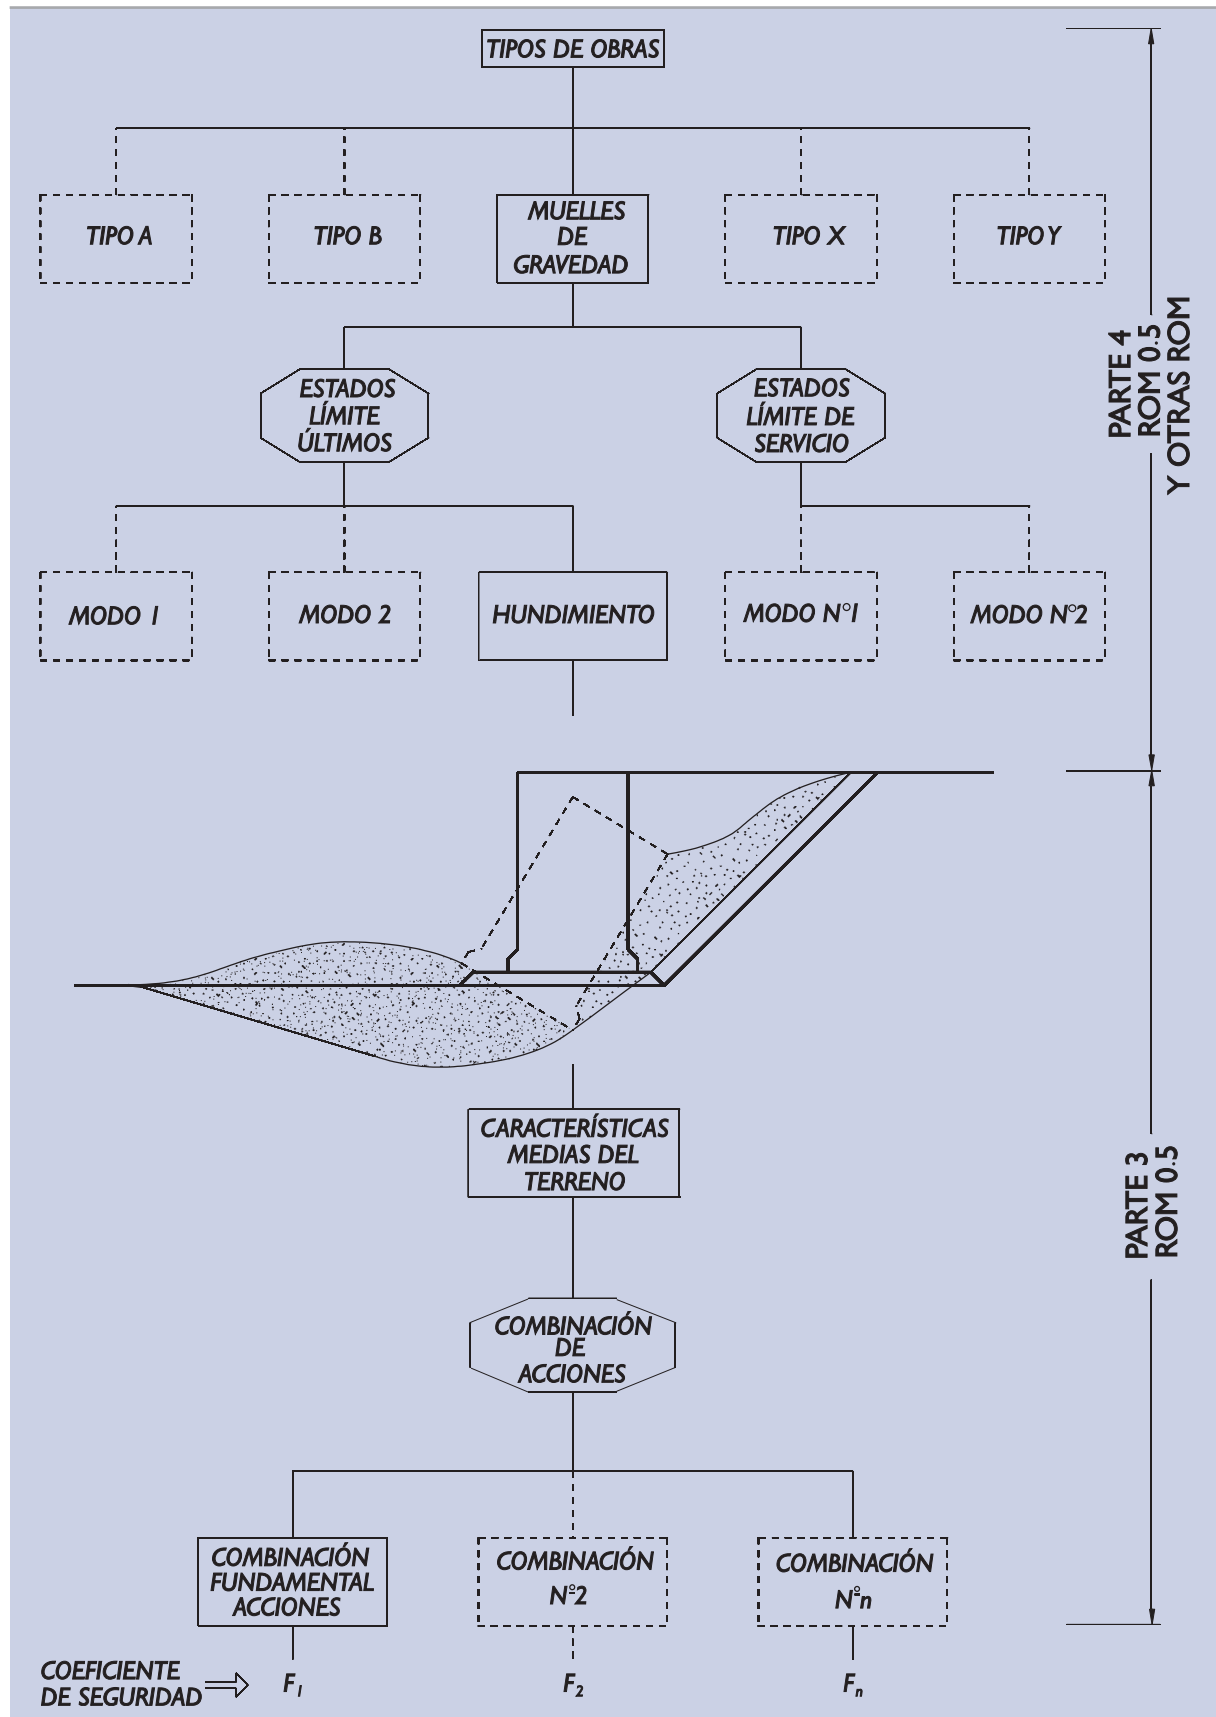 TIPOS DE OBRAS
TIPO A
TIPO B
MUELLES
DE
GRAVEDAD
TIPO X
TIPO Y
ESTADOS
LÍMITE
ÚLTIMOS
ESTADOS
LÍMITE DE
SERVICIO
MODO 1
MODO 2
HUNDIMIENTO
MODO N°1
MODO N°2
PARTE 4
ROM 0.5
Y OTRAS ROM
CARACTERÍSTICAS
MEDIAS DEL
TERRENO
PARTE 3
ROM 0.5
COMBINACIÓN
DE
ACCIONES
COMBINACIÓN
FUNDAMENTAL
ACCIONES
COMBINACIÓN
Nº2
COMBINACIÓN
Nºn
COEFICIENTE
DE SEGURIDAD
F1
F2
Fn